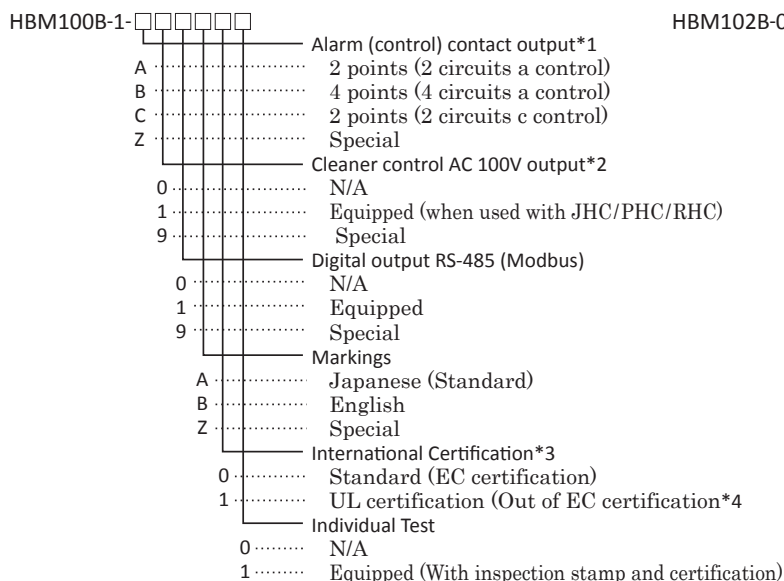 HBM100B-1-□□□□□□
HBM102B-0
Alarm (control) contact output*1
A 2 points (2 circuits a control)
B 4 points (4 circuits a control)
C 2 points (2 circuits c control)
Z Special
Cleaner control AC 100V output*2
0 N/A
1 Equipped (when used with JHC/PHC/RHC)
9 Special
Digital output RS-485 (Modbus)
0 N/A
1 Equipped
9 Special
Markings
A Japanese (Standard)
B English
Z Special
International Certification*3
0 Standard (EC certification)
1 UL certification (Out of EC certification*4
Individual Test
0 N/A
1 Equipped (With inspection stamp and certification)